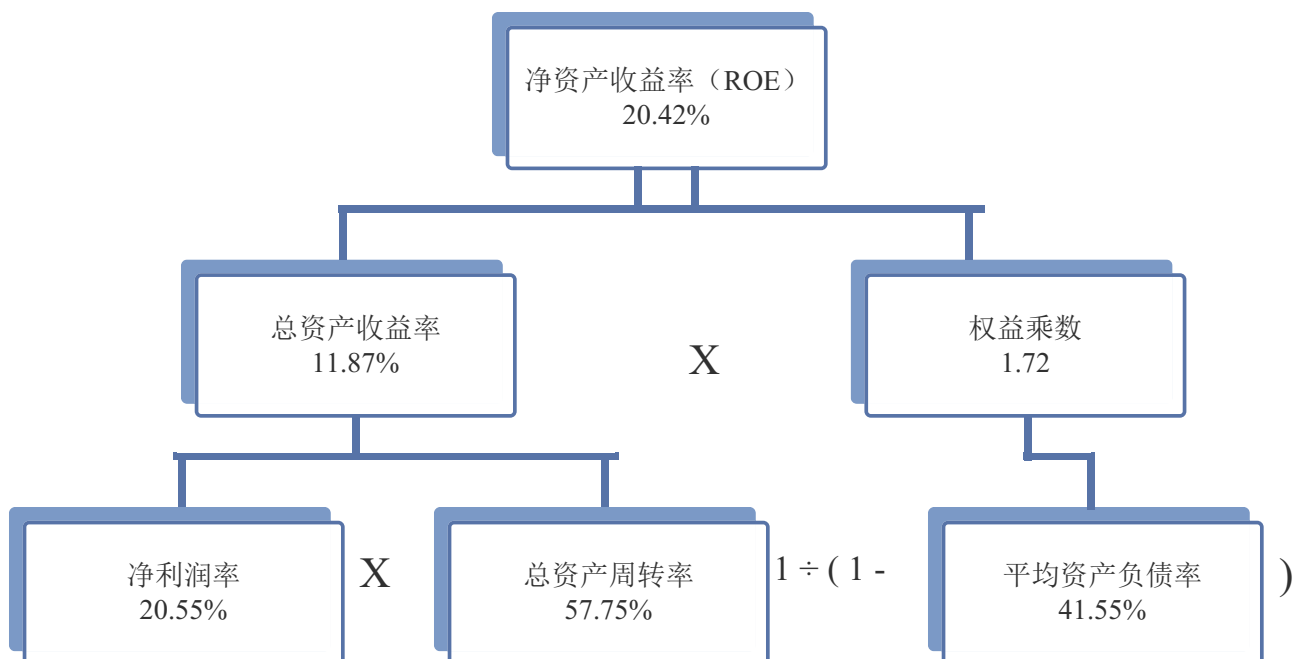 净资产收益率（ROE）
20.42%
总资产收益率
11.87%
X
权益乘数
1.72
净利润率
20.55%
X
总资产周转率
57.75%
1 ÷ ( 1 -
平均资产负债率
41.55%
)